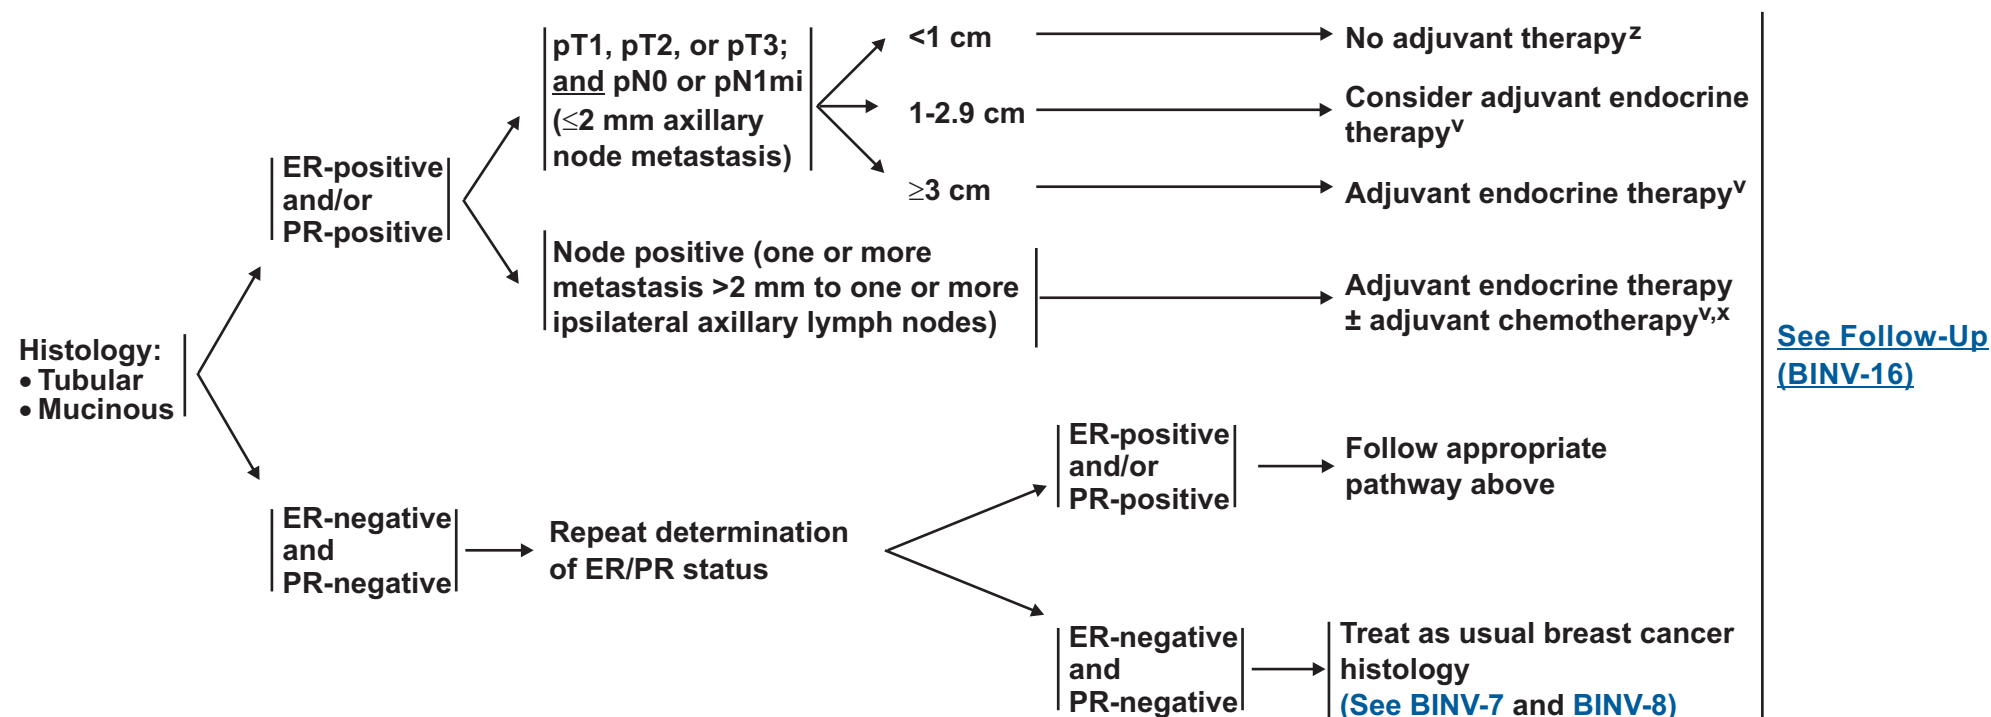 Histology:
• Tubular
• Mucinous
ER-positive
and/or
PR-positive
pT1, pT2, or pT3;
and pN0 or pN1mi
(≤2 mm axillary
node metastasis)
<1 cm
No adjuvant therapyᶻ
1-2.9 cm
Consider adjuvant endocrine
therapyᵛ
≥3 cm
Adjuvant endocrine therapyᵛ
Node positive (one or more
metastasis >2 mm to one or more
ipsilateral axillary lymph nodes)
Adjuvant endocrine therapy
± adjuvant chemotherapyᵛ,ˣ
ER-negative
and
PR-negative
Repeat determination
of ER/PR status
ER-positive
and/or
PR-positive
Follow appropriate
pathway above
ER-negative
and
PR-negative
Treat as usual breast cancer
histology
(See BINV-7 and BINV-8)
See Follow-Up
(BINV-16)